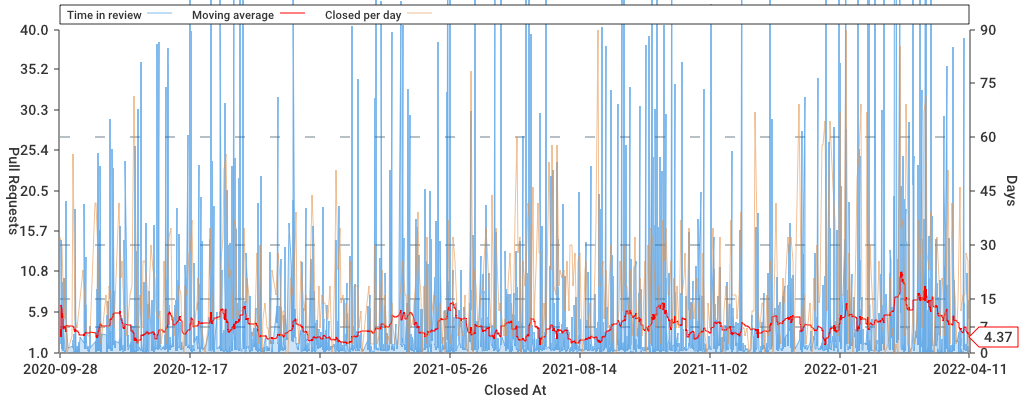 Time in review Moving average Closed per day
40.0 90
35.2 75
30.3 60
25.4
20.5 45
15.7 30
10.8
5.9 15
7
4.37
1.0 0
Pull Requests
Days
2020-09-28 2020-12-17 2021-03-07 2021-05-26 2021-08-14 2021-11-02 2022-01-21 2022-04-11
Closed At